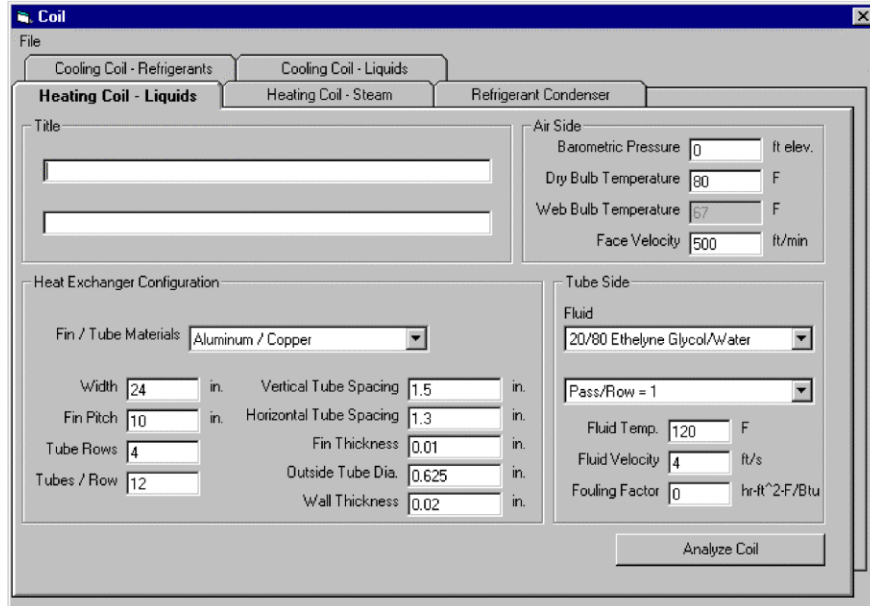 Coil
File
Cooling Coil - Refrigerants Cooling Coil - Liquids
Heating Coil - Liquids Heating Coil - Steam Refrigerant Condenser
Title
Air Side
Barometric Pressure 0 ft elev.
Dry Bulb Temperature 80 F
Web Bulb Temperature 67 F
Face Velocity 500 ft/min
Heat Exchanger Configuration
Fin / Tube Materials Aluminum / Copper
Width 24 in.
Fin Pitch 10 in.
Tube Rows 4
Tubes / Row 12
Vertical Tube Spacing 1.5 in.
Horizontal Tube Spacing 1.3 in.
Fin Thickness 0.01 in.
Outside Tube Dia. 0.625 in.
Wall Thickness 0.02 in.
Tube Side
Fluid
20/80 Ethelyne Glycol/Water
Pass/Row = 1
Fluid Temp. 120 F
Fluid Velocity 4 ft/s
Fouling Factor 0 hr-ft^2-F/Btu
Analyze Coil